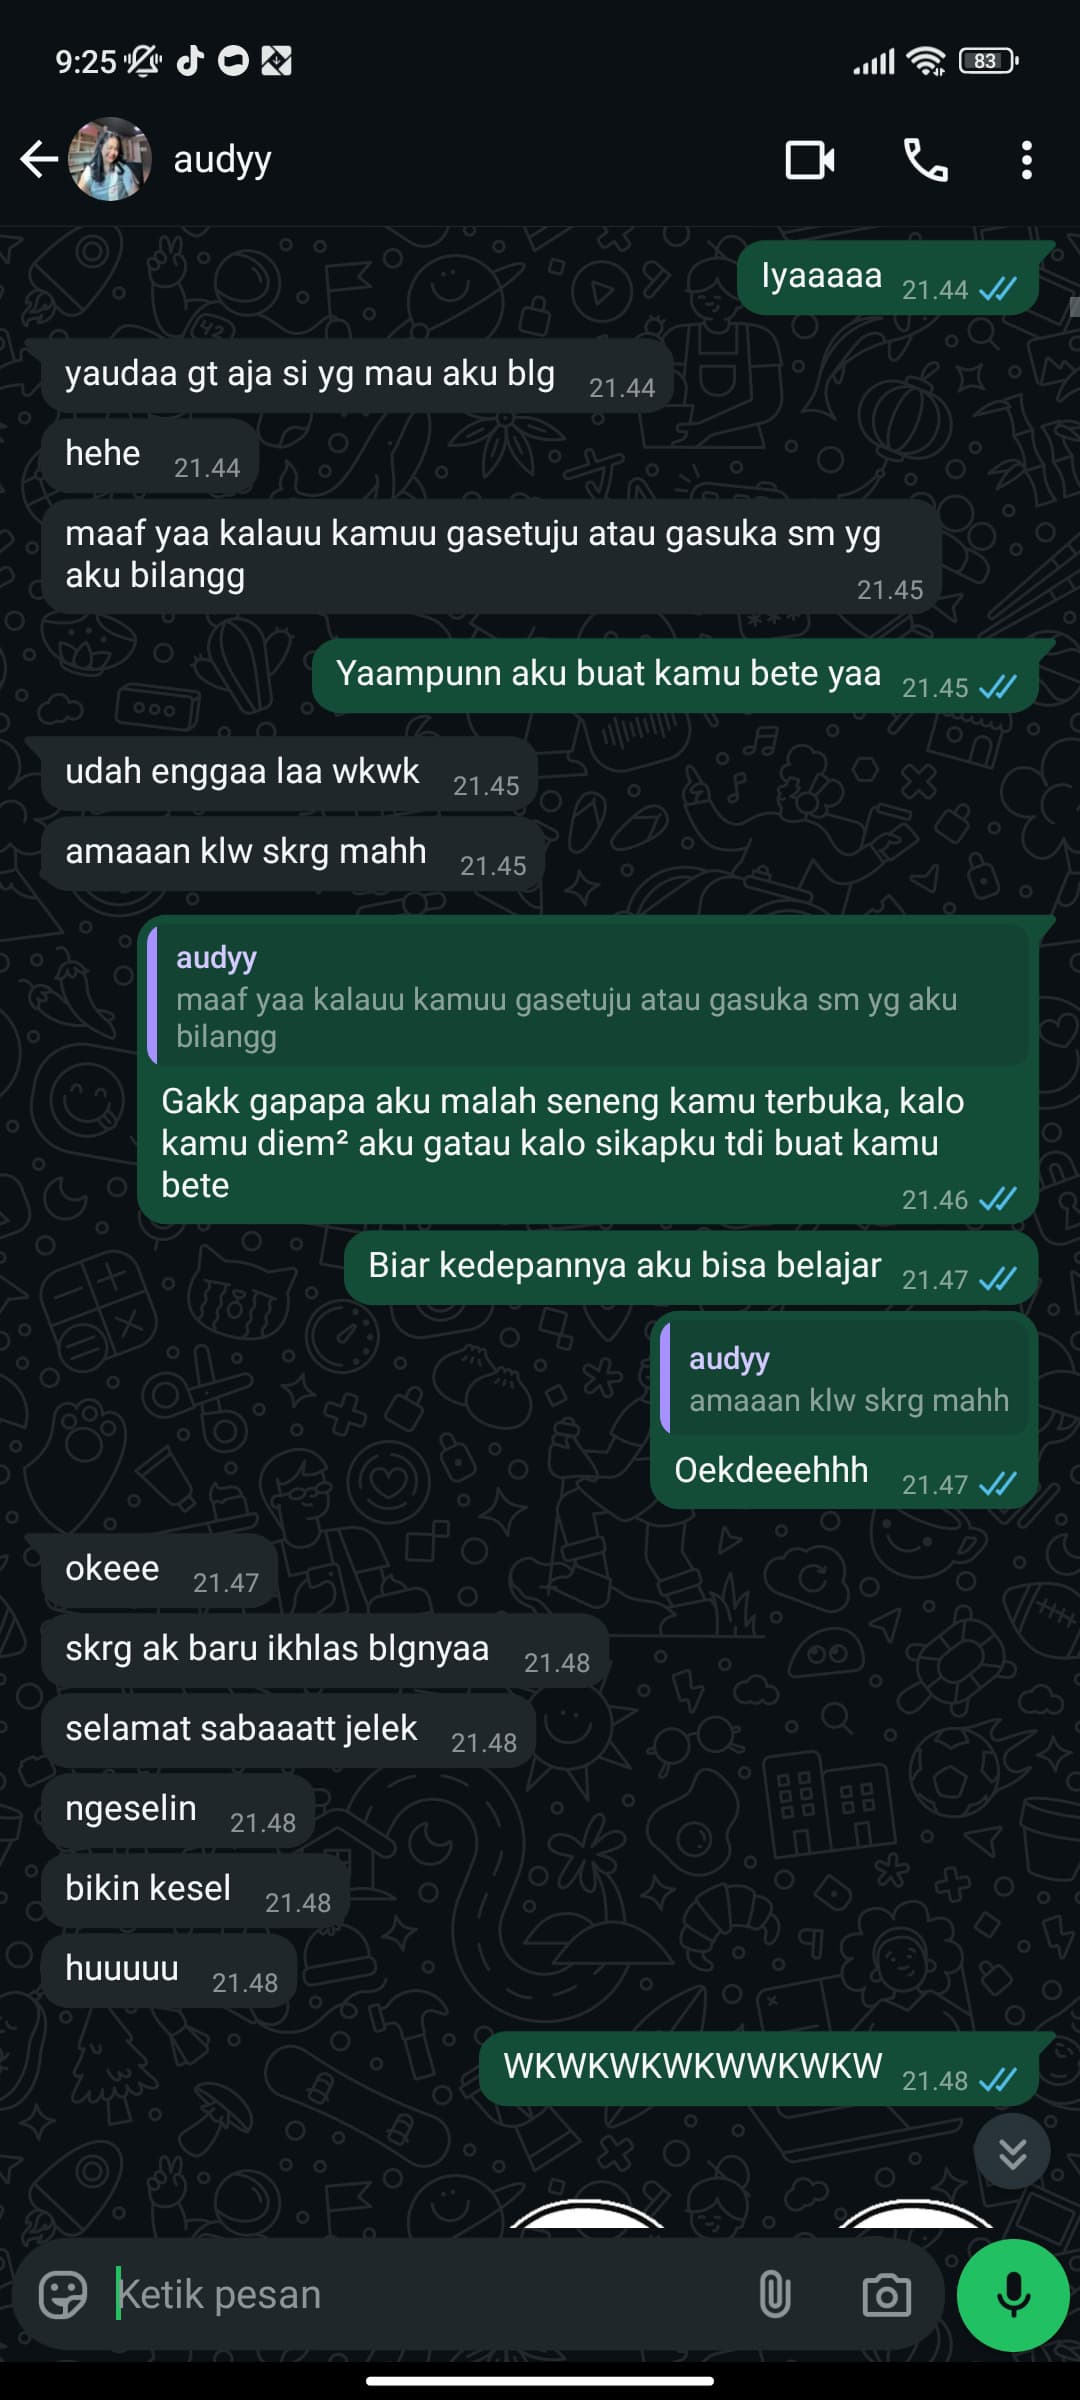 9:25
83
audyy
Iyaaaaa 21.44
yaudaa gt aja si yg mau aku blg 21.44
hehe 21.44
maaf yaa kalauu kamuu gasetuju atau gasuka sm yg
aku bilangg 21.45
Yaampunn aku buat kamu bete yaa 21.45
udah enggaa laa wkwk 21.45
amaaan klw skrg mahh 21.45
audyy
maaf yaa kalauu kamuu gasetuju atau gasuka sm yg aku
bilangg
Gakk gapapa aku malah seneng kamu terbuka, kalo
kamu diem² aku gatau kalo sikapku tdi buat kamu
bete 21.46
Biar kedepannya aku bisa belajar 21.47
audyy
amaaan klw skrg mahh
Oekdeeehhh 21.47
okeee 21.47
skrg ak baru ikhlas blgnyaa 21.48
selamat sabaaatt jelek 21.48
ngeselin 21.48
bikin kesel 21.48
huuuuu 21.48
WKWKWKWKWWKWKW 21.48
Ketik pesan